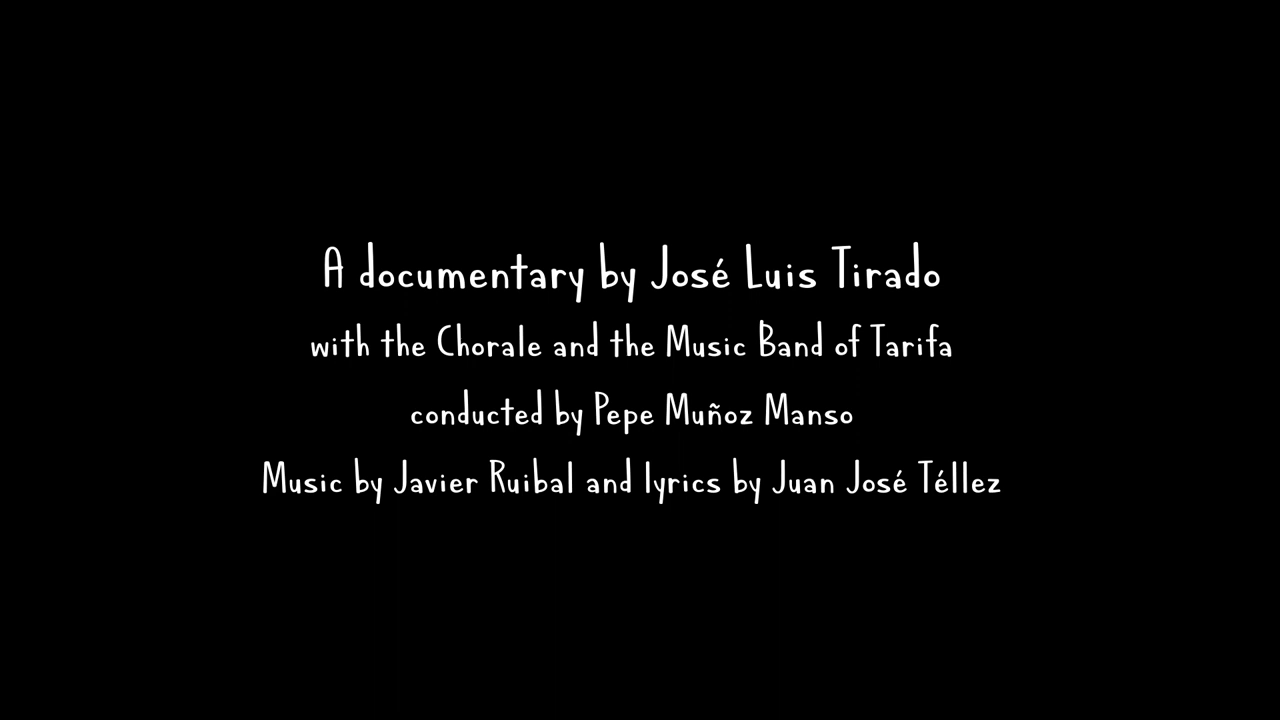 A documentary by José Luis Tirado
with the Chorale and the Music Band of Tarifa
conducted by Pepe Muñoz Manso
Music by Javier Ruibal and lyrics by Juan José Téllez